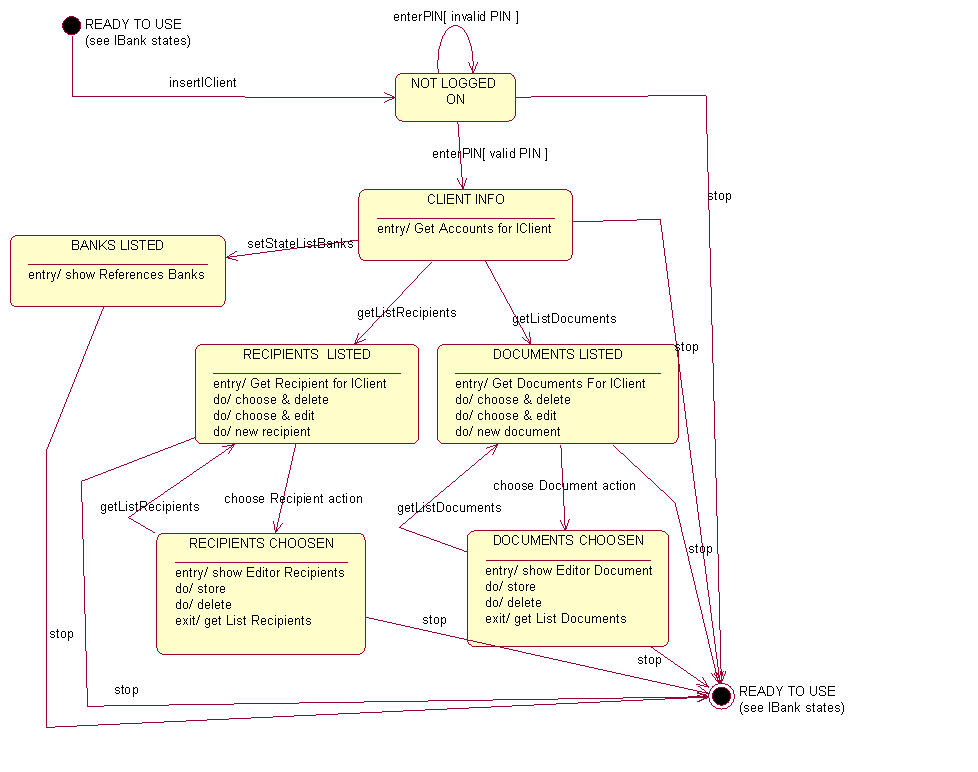 enterPIN[ invalid PIN ]
READY TO USE
(see IBank states)
insertIClient
NOT LOGGED
ON
enterPIN[ valid PIN ]
stop
CLIENT INFO
entry/ Get Accounts for IClient
setStateListBanks
BANKS LISTED
entry/ show References Banks
getListRecipients
getListDocuments
stop
RECIPIENTS  LISTED
entry/ Get Recipient for IClient
do/ choose & delete
do/ choose & edit
do/ new recipient
DOCUMENTS LISTED
entry/ Get Documents For IClient
do/ choose & delete
do/ choose & edit
do/ new document
getListRecipients
choose Recipient action
getListDocuments
choose Document action
stop
RECIPIENTS CHOOSEN
entry/ show Editor Recipients
do/ store
do/ delete
exit/ get List Recipients
DOCUMENTS CHOOSEN
entry/ show Editor Document
do/ store
do/ delete
exit/ get List Documents
stop
stop
stop
stop
READY TO USE
(see IBank states)